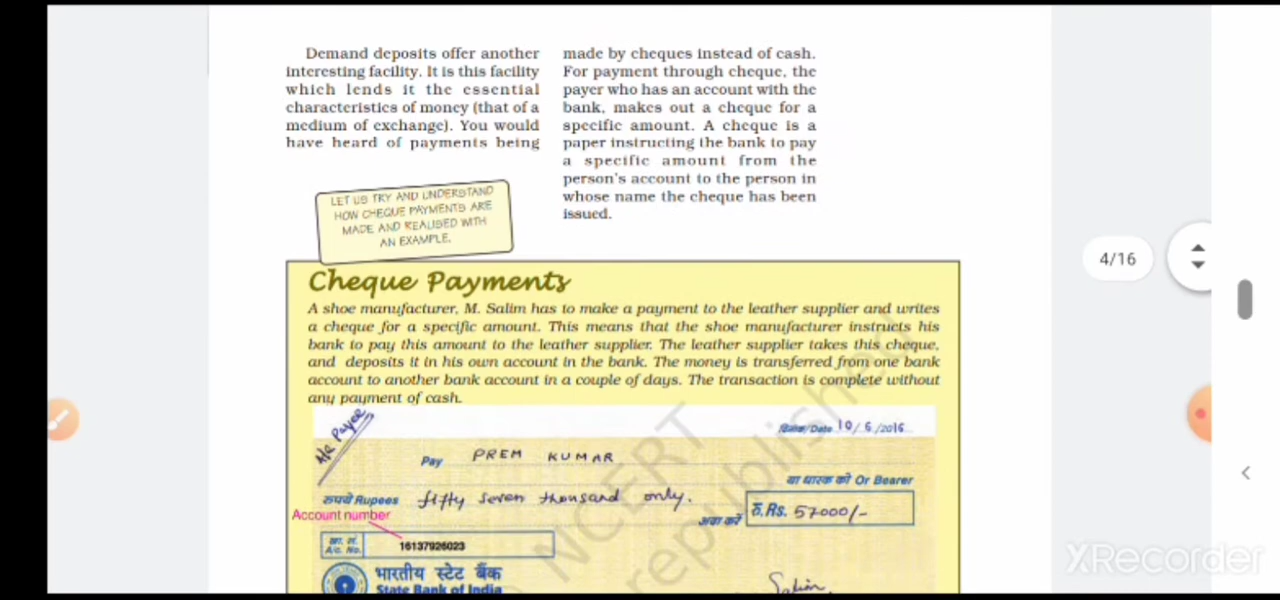 Demand deposits offer another
interesting facility. It is this facility
which lends it the essential
characteristics of money (that of a
medium of exchange). You would
have heard of payments being
made by cheques instead of cash.
For payment through cheque, the
payer who has an account with the
bank, makes out a cheque for a
specific amount. A cheque is a
paper instructing the bank to pay
a specific amount from the
person's account to the person in
whose name the cheque has been
issued.
LET US TRY AND UNDERSTAND
HOW CHEQUE PAYMENTS ARE
MADE AND REALISED WITH
AN EXAMPLE.
4/16
Cheque Payments
A shoe manufacturer, M. Salim has to make a payment to the leather supplier and writes
a cheque for a specific amount. This means that the shoe manufacturer instructs his
bank to pay this amount to the leather supplier. The leather supplier takes this cheque,
and deposits it in his own account in the bank. The money is transferred from one bank
account to another bank account in a couple of days. The transaction is complete without
any payment of cash.
A/c Payee
दिनांक/Date 10/6/2016
Pay PREM KUMAR
या धारक को Or Bearer
रुपये Rupees fifty seven thousand only.
अदा करें रु.Rs. 57000/-
Account number
खा. सं.
A/c. No. 16137926023
भारतीय स्टेट बैंक
State Bank of India
Salim
NCERT
republished
XRecorder